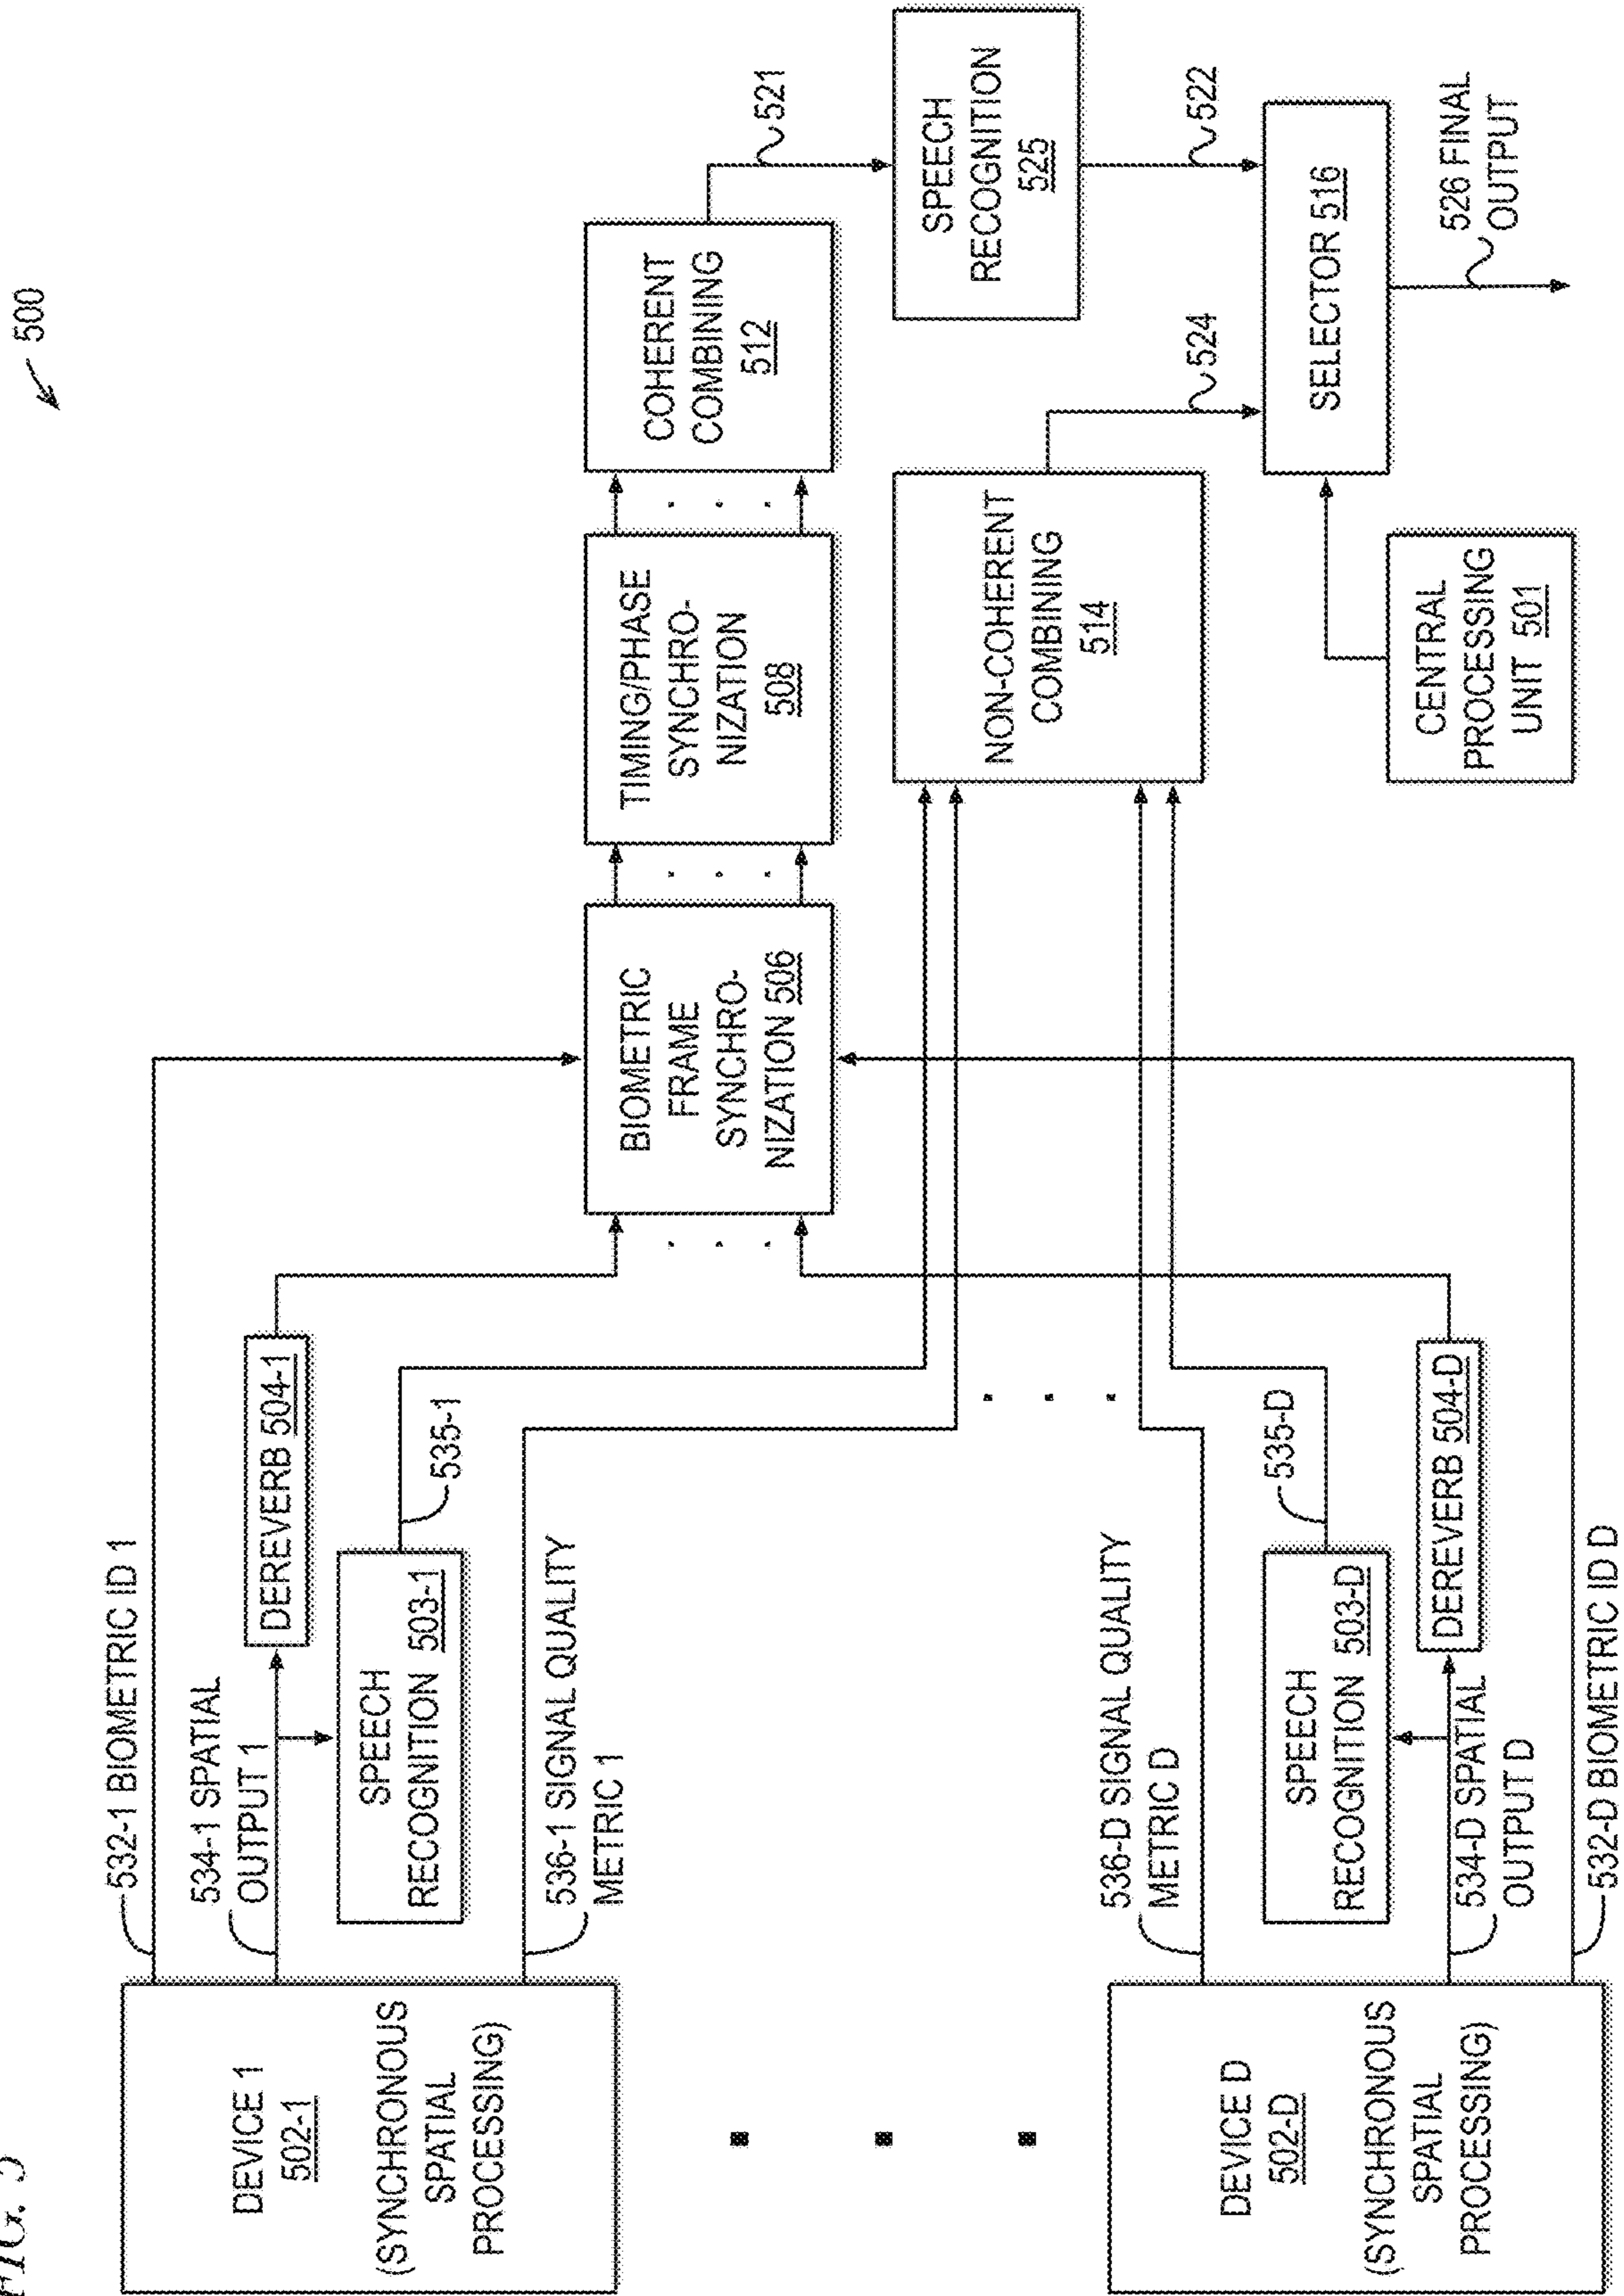 FIG. 5
500
DEVICE 1
502-1
(SYNCHRONOUS
SPATIAL
PROCESSING)
532-1 BIOMETRIC ID 1
534-1 SPATIAL
OUTPUT 1
DEREVERB 504-1
SPEECH
RECOGNITION 503-1
535-1
536-1 SIGNAL QUALITY
METRIC 1
DEVICE D
502-D
(SYNCHRONOUS
SPATIAL
PROCESSING)
536-D SIGNAL QUALITY
METRIC D
SPEECH
RECOGNITION 503-D
535-D
DEREVERB 504-D
534-D SPATIAL
OUTPUT D
532-D BIOMETRIC ID D
BIOMETRIC
FRAME
SYNCHRO-
NIZATION 506
TIMING/PHASE
SYNCHRO-
NIZATION
508
COHERENT
COMBINING
512
521
NON-COHERENT
COMBINING
514
SPEECH
RECOGNITION
525
524
522
CENTRAL
PROCESSING
UNIT 501
SELECTOR 516
526 FINAL
OUTPUT